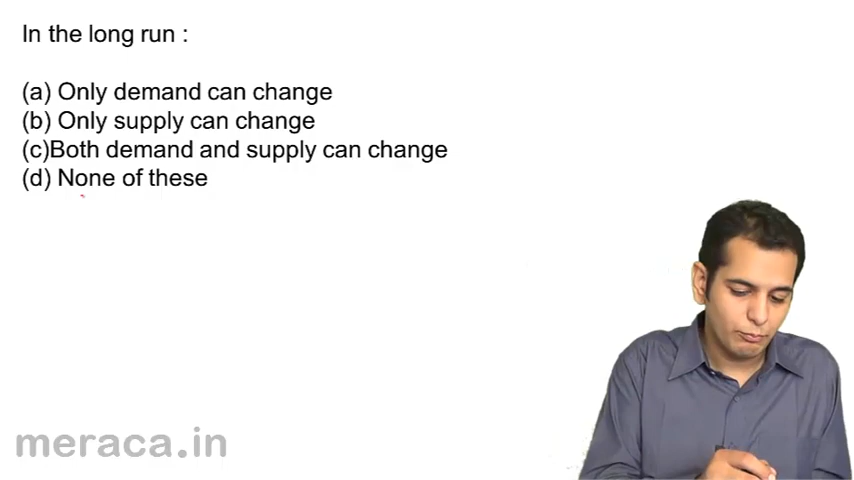 In the long run :
(a) Only demand can change
(b) Only supply can change
(c)Both demand and supply can change
(d) None of these
meraca.in